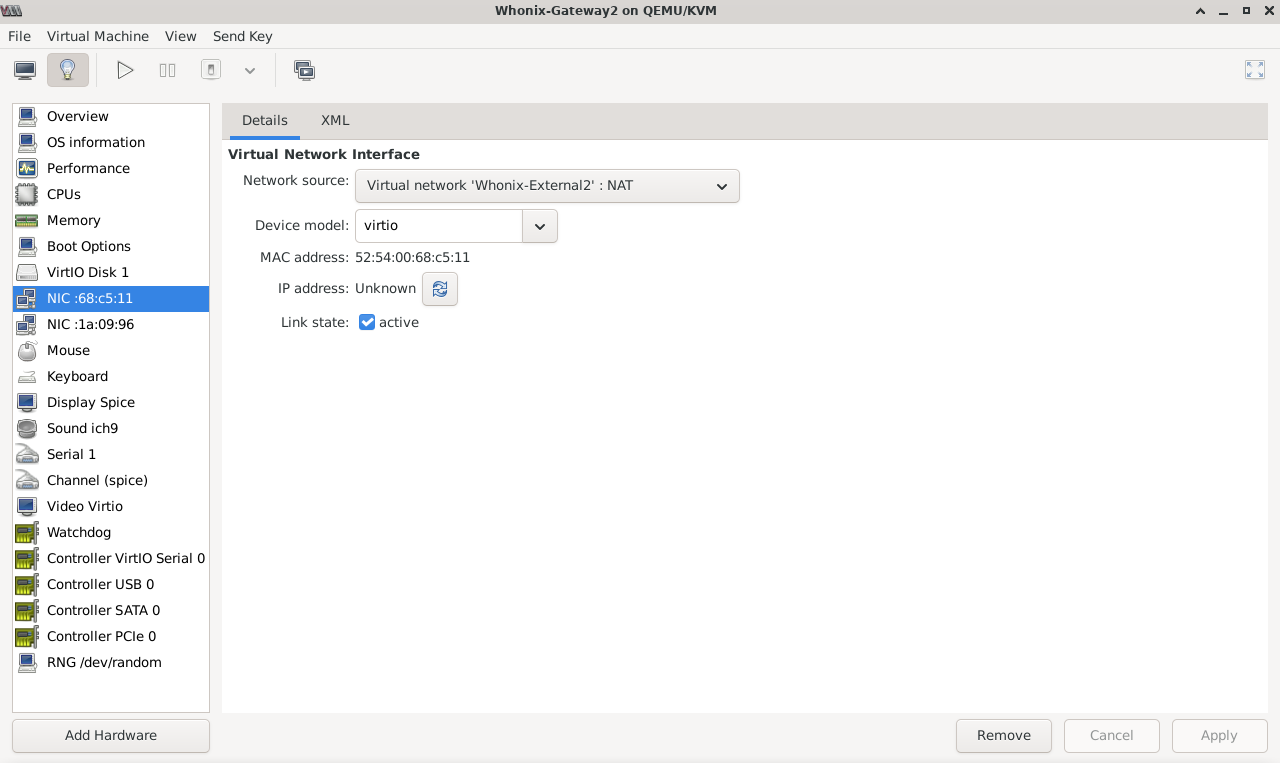 Whonix-Gateway2 on QEMU/KVM
File Virtual Machine View Send Key
Overview
OS information
Performance
CPUs
Memory
Boot Options
VirtIO Disk 1
NIC :68:c5:11
NIC :1a:09:96
Mouse
Keyboard
Display Spice
Sound ich9
Serial 1
Channel (spice)
Video Virtio
Watchdog
Controller VirtIO Serial 0
Controller USB 0
Controller SATA 0
Controller PCIe 0
RNG /dev/random
Add Hardware
Details XML
Virtual Network Interface
Network source: Virtual network 'Whonix-External2' : NAT
Device model: virtio
MAC address: 52:54:00:68:c5:11
IP address: Unknown
Link state: active
Remove Cancel Apply